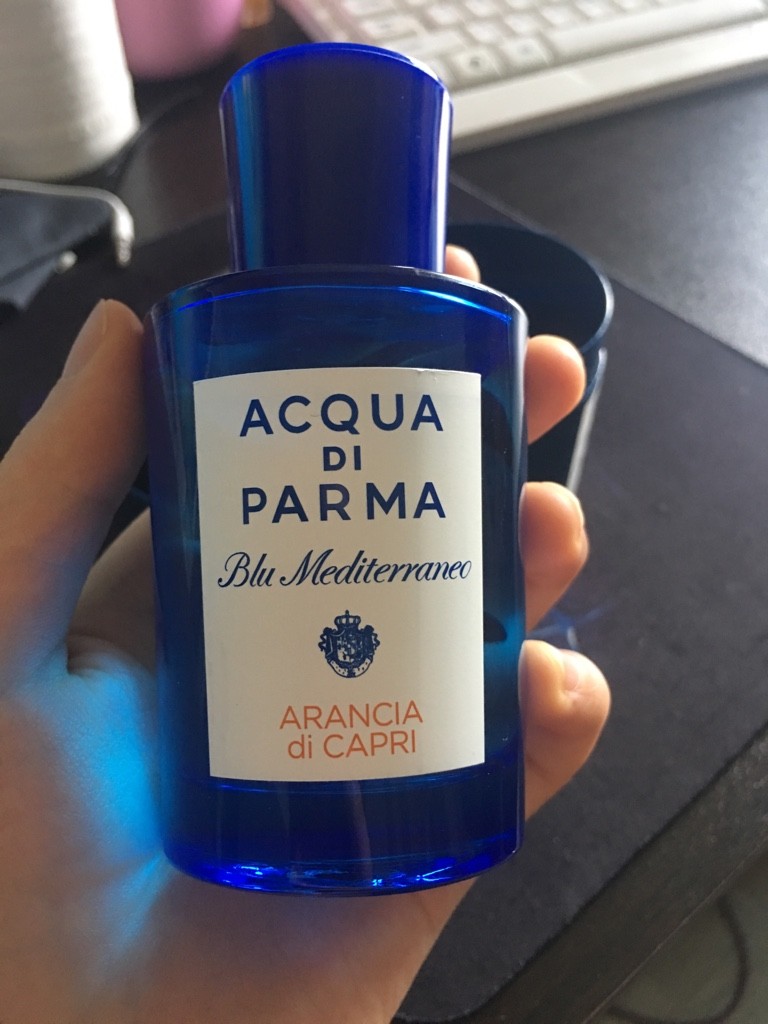 ACQUA
DI
PARMA
Blu Mediterraneo
ARANCIA
di CAPRI